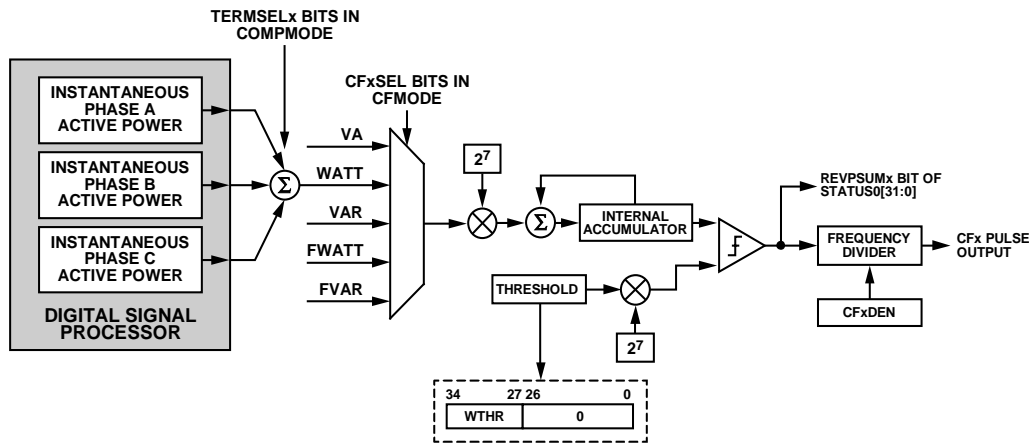 TERMSELx BITS IN
COMPMODE
INSTANTANEOUS
PHASE A
ACTIVE POWER
INSTANTANEOUS
PHASE B
ACTIVE POWER
INSTANTANEOUS
PHASE C
ACTIVE POWER
DIGITAL SIGNAL
PROCESSOR
Σ
CFxSEL BITS IN
CFMODE
VA
WATT
VAR
FWATT
FVAR
27
Σ
INTERNAL
ACCUMULATOR
THRESHOLD
27
34 27 26 0
WTHR 0
REVPSUMx BIT OF
STATUS0[31:0]
FREQUENCY
DIVIDER
CFx PULSE
OUTPUT
CFxDEN